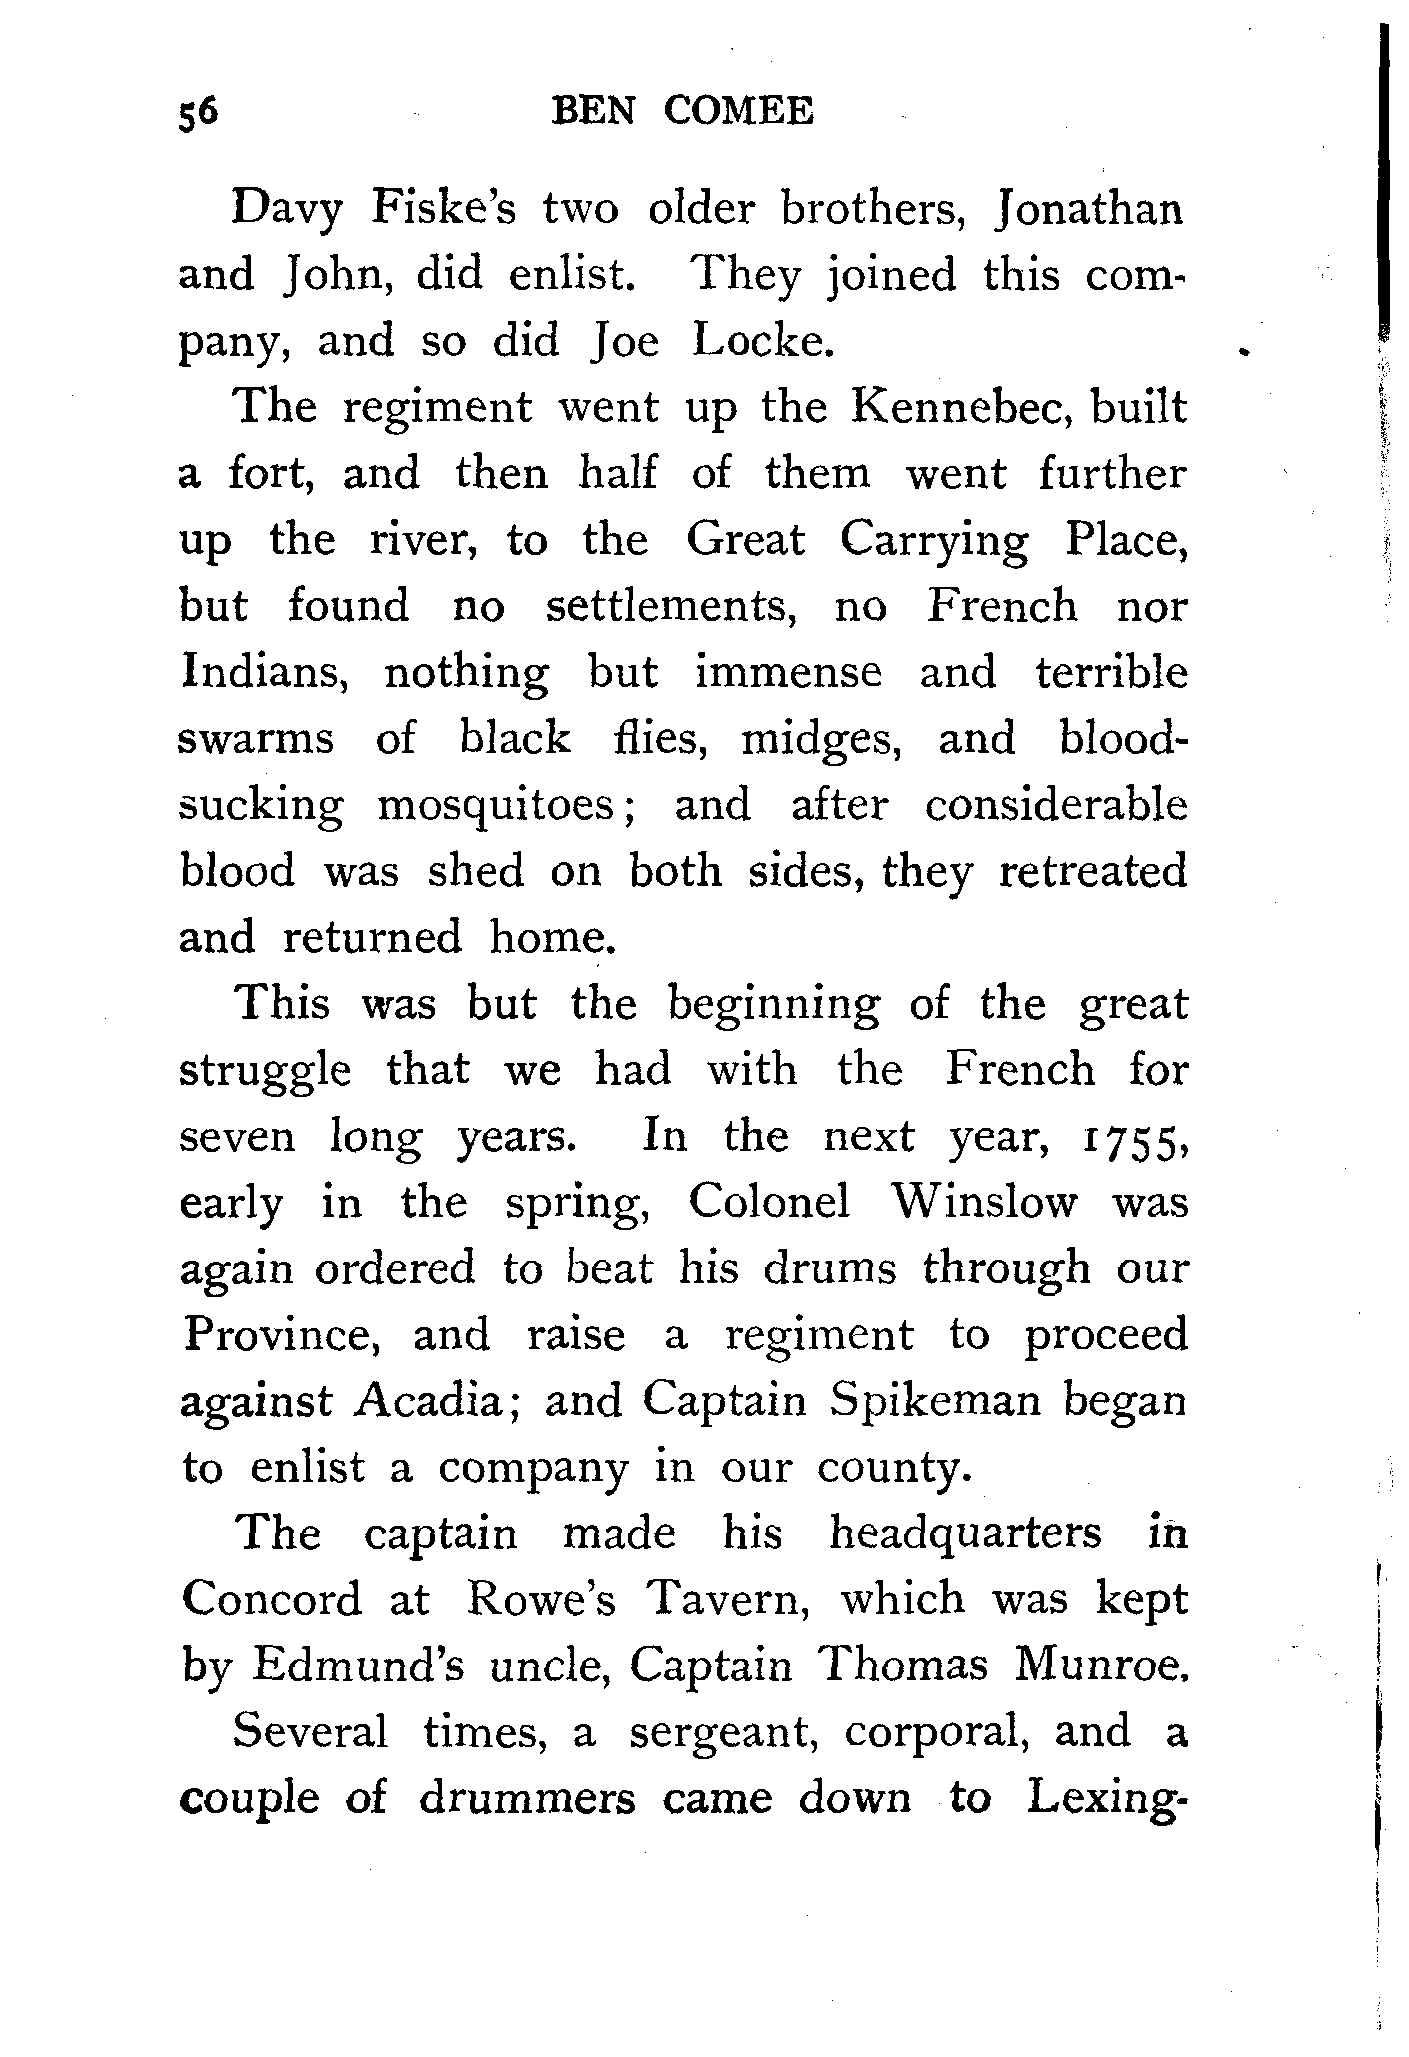 56 BEN COMEE
Davy Fiske's two older brothers, Jonathan
and John, did enlist. They joined this com-
pany, and so did Joe Locke.
The regiment went up the Kennebec, built
a fort, and then half of them went further
up the river, to the Great Carrying Place,
but found no settlements, no French nor
Indians, nothing but immense and terrible
swarms of black flies, midges, and blood-
sucking mosquitoes; and after considerable
blood was shed on both sides, they retreated
and returned home.
This was but the beginning of the great
struggle that we had with the French for
seven long years. In the next year, 1755,
early in the spring, Colonel Winslow was
again ordered to beat his drums through our
Province, and raise a regiment to proceed
against Acadia; and Captain Spikeman began
to enlist a company in our county.
The captain made his headquarters in
Concord at Rowe's Tavern, which was kept
by Edmund's uncle, Captain Thomas Munroe.
Several times, a sergeant, corporal, and a
couple of drummers came down to Lexing-